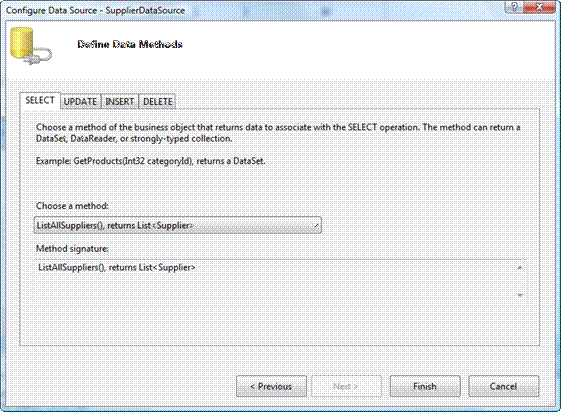 Configure Data Source - SupplierDataSource
Define Data Methods
SELECT UPDATE INSERT DELETE
Choose a method of the business object that returns data to associate with the SELECT operation. The method can return a
DataSet, DataReader, or strongly-typed collection.
Example: GetProducts(Int32 categoryId), returns a DataSet.
Choose a method:
ListAllSuppliers(), returns List<Supplier>
Method signature:
ListAllSuppliers(), returns List<Supplier>
< Previous Next > Finish Cancel